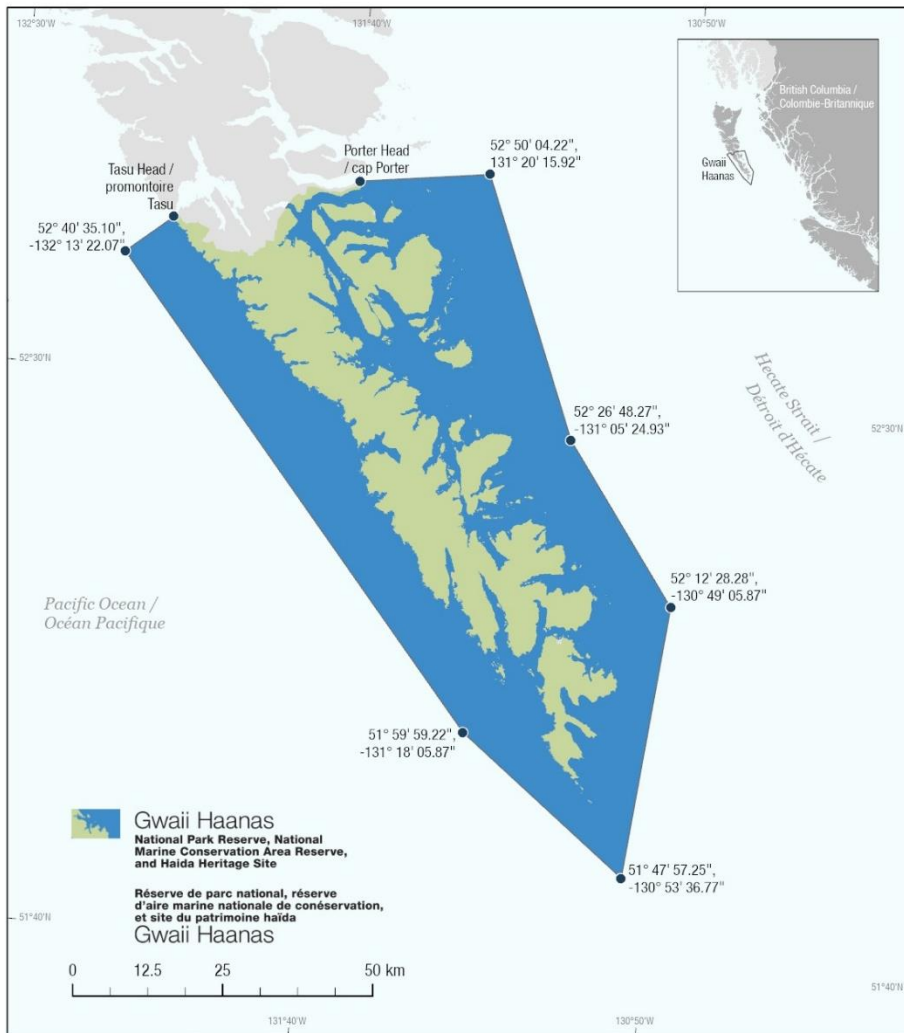 132°30'W
131°40'W
130°50'W
British Columbia /
Colombie-Britannique
Gwaii
Haanas
Porter Head /
cap Porter
52° 50' 04.22",
131° 20' 15.92"
Tasu Head /
promontoire
Tasu
52° 40' 35.10",
-132° 13' 22.07"
52°30'N
Hecate Strait /
Détroit d'Hécate
52° 26' 48.27",
-131° 05' 24.93"
52°30'N
52° 12' 28.28",
-130° 49' 05.87"
Pacific Ocean /
Océan Pacifique
51° 59' 59.22",
-131° 18' 05.87"
Gwaii Haanas
National Park Reserve, National
Marine Conservation Area Reserve,
and Haida Heritage Site
51° 47' 57.25",
-130° 53' 36.77"
Réserve de parc national, réserve
d'aire marine nationale de conéservation,
et site du patrimoine haïda
Gwaii Haanas
51°40'N
0 12.5 25 50 km
51°40'N
131°40'W
130°50'W